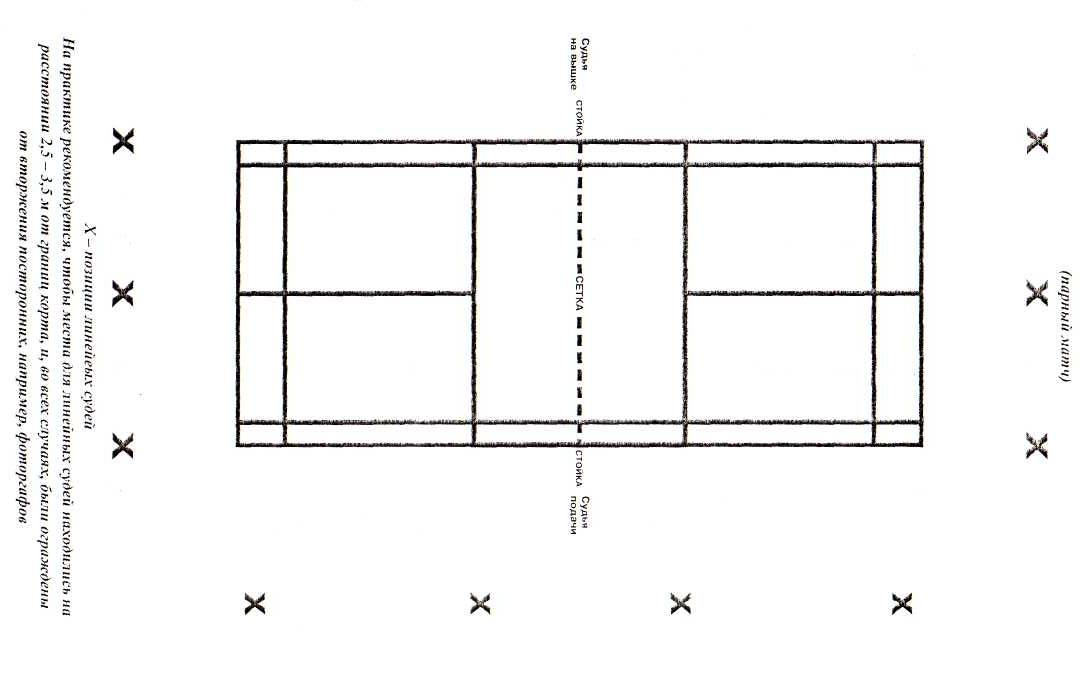 (парный матч)
X X X
X
X
Судья
на вышке
СТОЙКА
СЕТКА
СТОЙКА
Судья
подачи
X
X
X X X
X – позиции линейеых судей
На практике рекомендуется, чтобы места для линейных судей находились на
расстоянии 2,5 – 3,5 м от границ корта, и, во всех случаях, были ограждены
от вторжения посторонних, например, фоторгафов